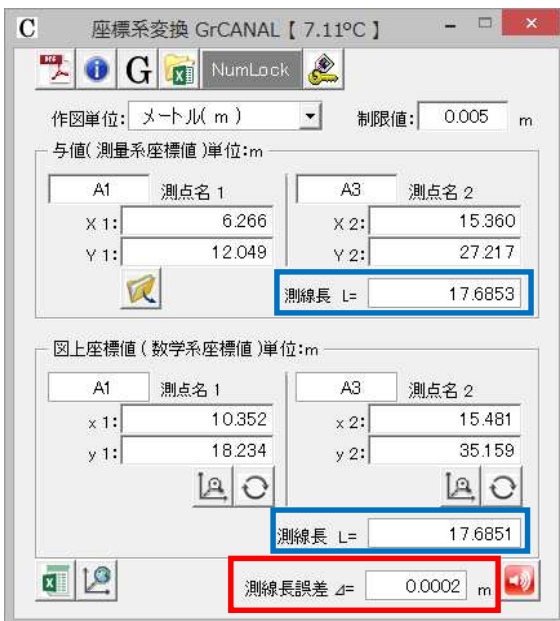 C 座標系変換 GrCANAL【 7.11ºC 】
G NumLock
作図単位: メートル( m ) 制限値: 0.005 m
与値( 測量系座標値 )単位:m
A1 測点名 1 A3 測点名 2
X 1: 6.266 X 2: 15.360
Y 1: 12.049 Y 2: 27.217
測線長 L= 17.6853
図上座標値 ( 数学系座標値 )単位:m
A1 測点名 1 A3 測点名 2
x 1: 10.352 x 2: 15.481
y 1: 18.234 y 2: 35.159
測線長 L= 17.6851
測線長誤差 ⊿= 0.0002 m